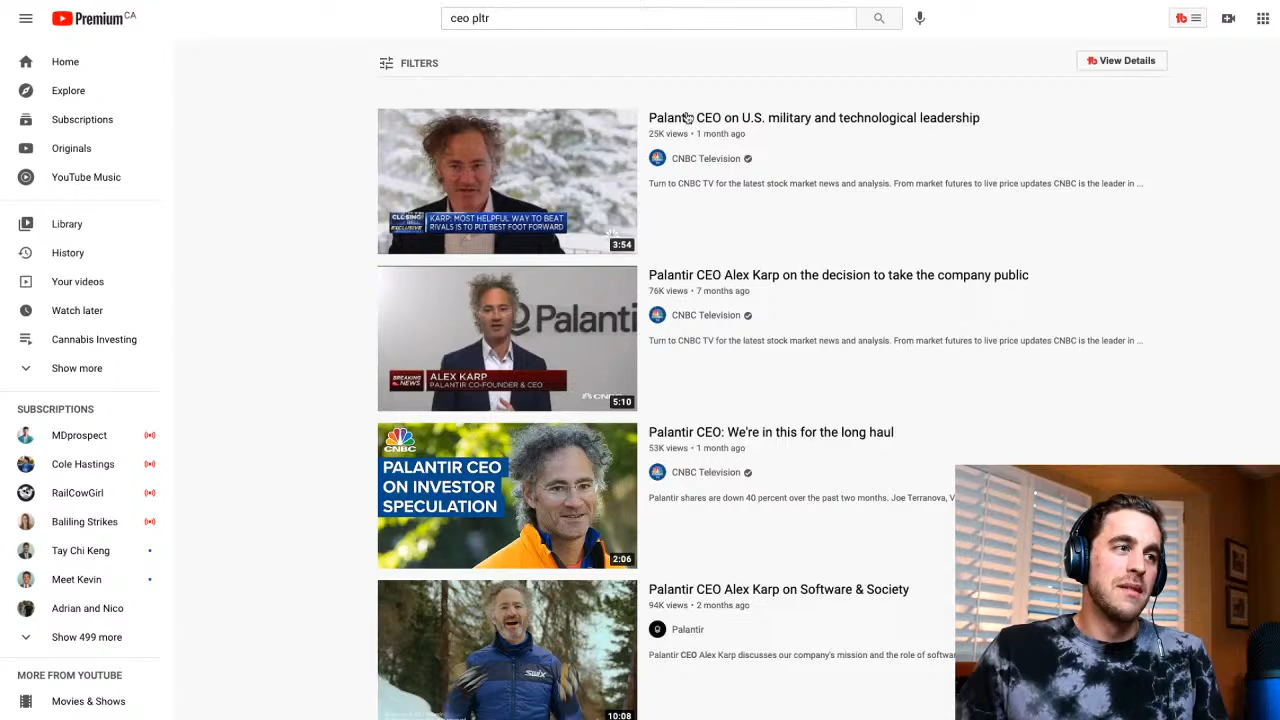 Premium CA
ceo pltr
Home
Explore
Subscriptions
Originals
YouTube Music
Library
History
Your videos
Watch later
Cannabis Investing
Show more
SUBSCRIPTIONS
MDprospect
Cole Hastings
RailCowGirl
Baliling Strikes
Tay Chi Keng
Meet Kevin
Adrian and Nico
Show 499 more
MORE FROM YOUTUBE
Movies & Shows
FILTERS
View Details
CLOSING BELL EXCLUSIVE
KARP: MOST HELPFUL WAY TO BEAT
RIVALS IS TO PUT BEST FOOT FORWARD
3:54
Palantir CEO on U.S. military and technological leadership
25K views • 1 month ago
CNBC Television
Turn to CNBC TV for the latest stock market news and analysis. From market futures to live price updates CNBC is the leader in ...
Palantir
BREAKING NEWS
ALEX KARP
PALANTIR CO-FOUNDER & CEO
CNBC
5:10
Palantir CEO Alex Karp on the decision to take the company public
76K views • 7 months ago
CNBC Television
Turn to CNBC TV for the latest stock market news and analysis. From market futures to live price updates CNBC is the leader in ...
CNBC
PALANTIR CEO
ON INVESTOR
SPECULATION
2:06
Palantir CEO: We're in this for the long haul
53K views • 1 month ago
CNBC Television
Palantir shares are down 40 percent over the past two months. Joe Terranova, V
swix
10:08
Palantir CEO Alex Karp on Software & Society
94K views • 2 months ago
Palantir
Palantir CEO Alex Karp discusses our company's mission and the role of softwa